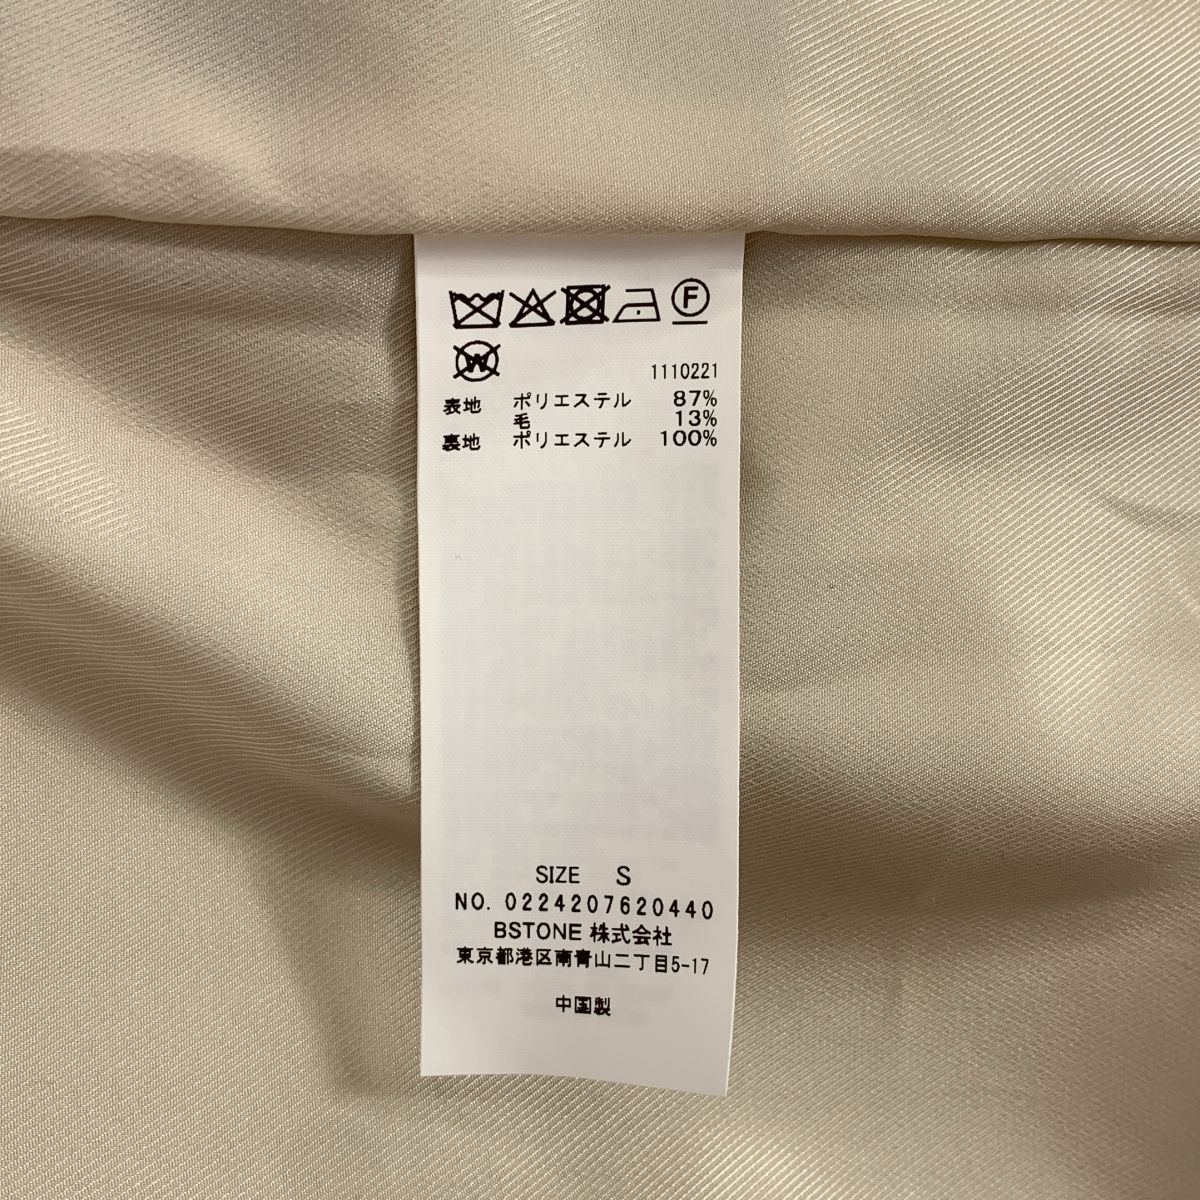 F
W
1110221
表地 ポリエステル 87%
毛 13%
裏地 ポリエステル 100%
SIZE S
NO. 0224207620440
BSTONE 株式会社
東京都港区南青山二丁目5-17
中国製